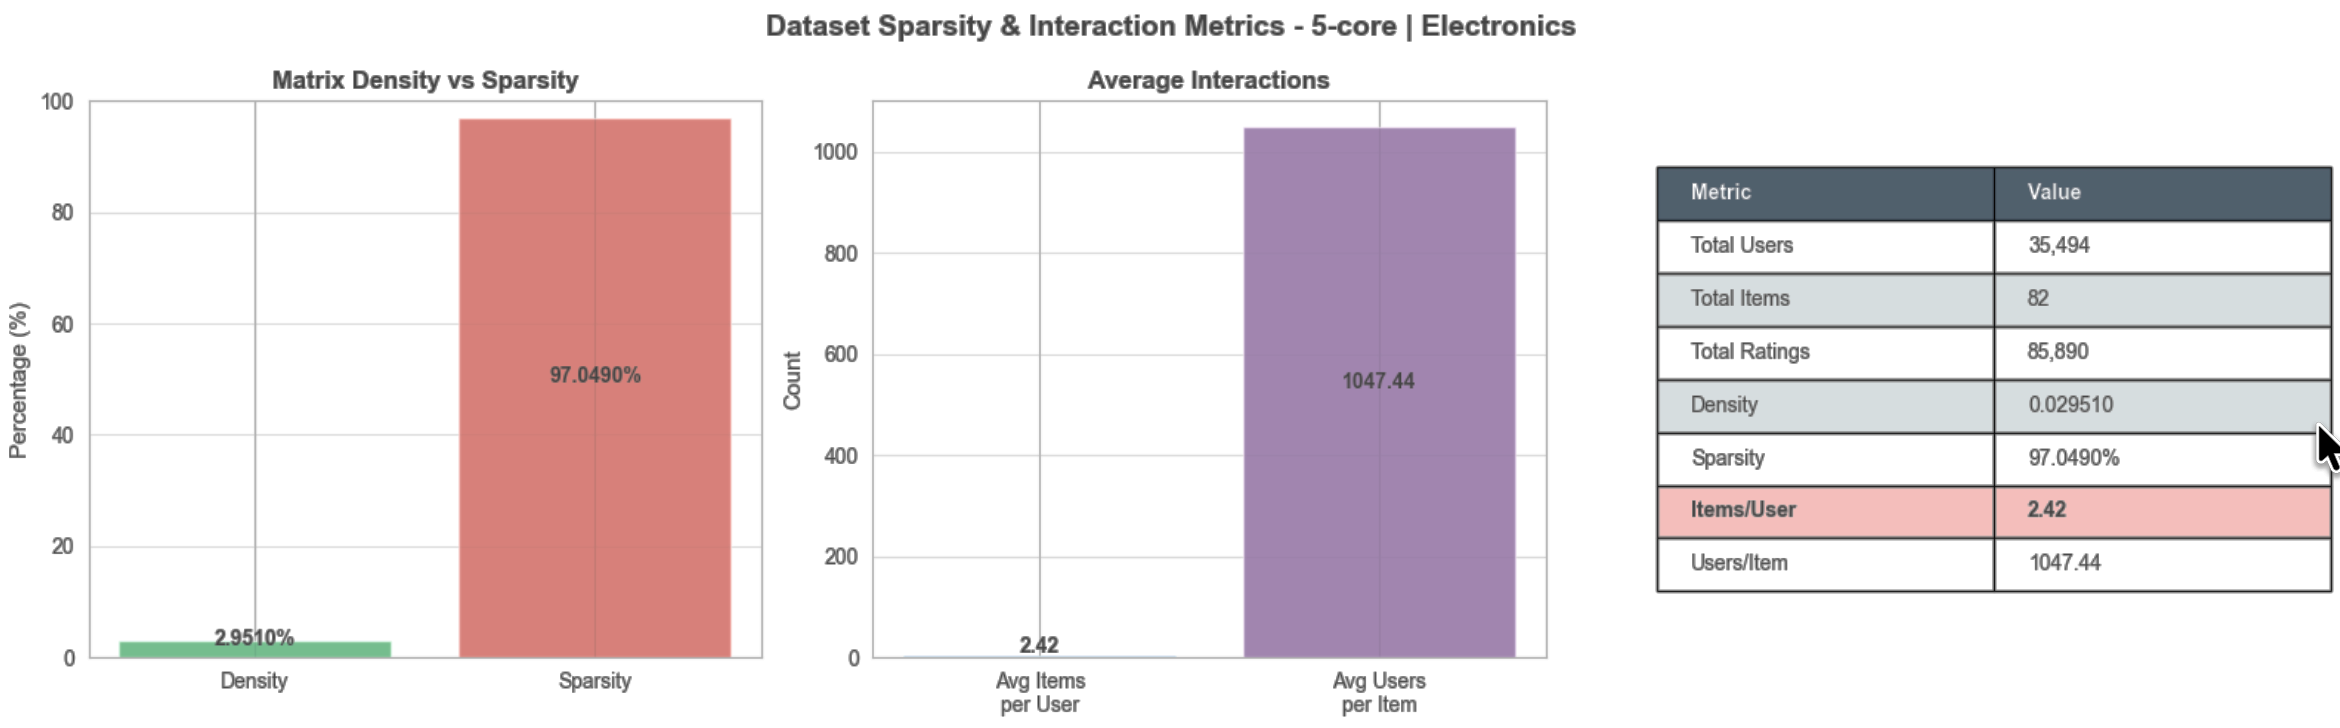 Dataset Sparsity & Interaction Metrics - 5-core | Electronics
Matrix Density vs Sparsity
Percentage (%)
100
80
60
40
20
0
2.9510%
97.0490%
Density
Sparsity
Average Interactions
Count
1000
800
600
400
200
0
2.42
1047.44
Avg Items
per User
Avg Users
per Item
Metric Value
Total Users 35,494
Total Items 82
Total Ratings 85,890
Density 0.029510
Sparsity 97.0490%
Items/User 2.42
Users/Item 1047.44